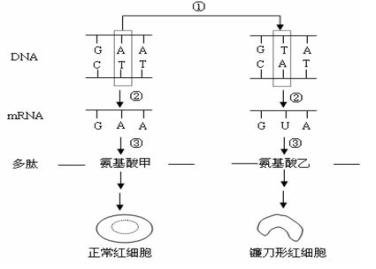 ①
DNA
G A A
C T T
G T A
C A T
② ②
mRNA
G A A
G U A
③ ③
多肽 氨基酸甲 氨基酸乙
正常红细胞 镰刀形红细胞